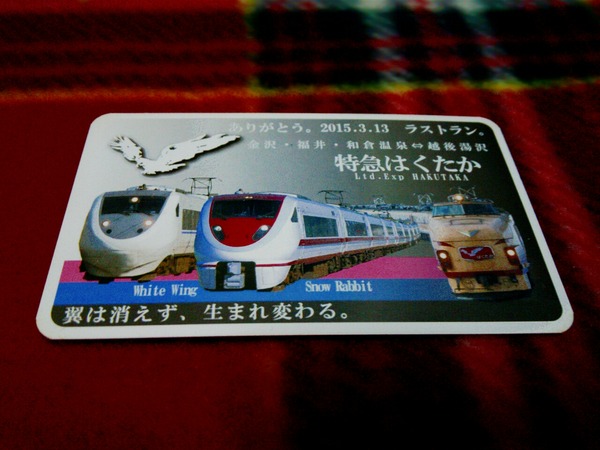 ありがとう。2015.3.13 ラストラン。
金沢・福井・和倉温泉⇔越後湯沢
特急はくたか
Ltd.Exp HAKUTAKA
White Wing
Snow Rabbit
翼は消えず、生まれ変わる。